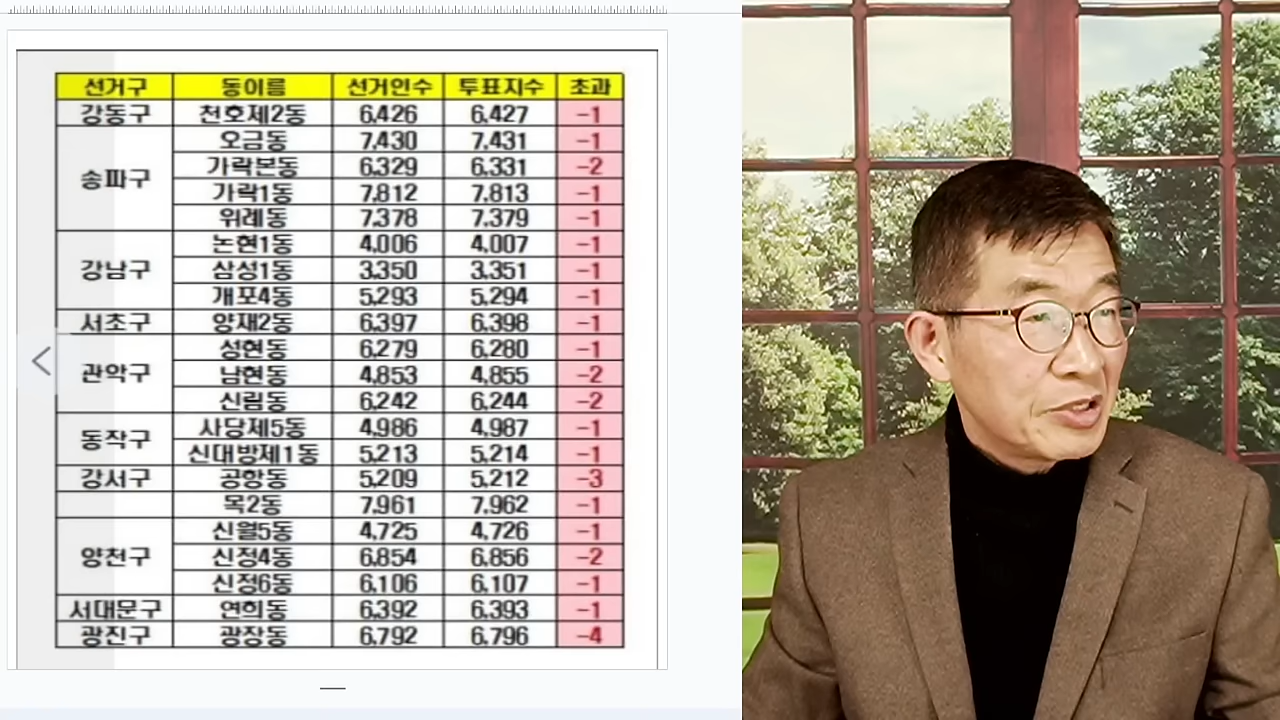 선거구 동이름 선거인수 투표지수 초과
강동구 천호제2동 6,426 6,427 -1
송파구 오금동 7,430 7,431 -1
가락본동 6,329 6,331 -2
가락1동 7,812 7,813 -1
위례동 7,378 7,379 -1
강남구 논현1동 4,006 4,007 -1
삼성1동 3,350 3,351 -1
개포4동 5,293 5,294 -1
서초구 양재2동 6,397 6,398 -1
관악구 성현동 6,279 6,280 -1
남현동 4,853 4,855 -2
신림동 6,242 6,244 -2
동작구 사당제5동 4,986 4,987 -1
신대방제1동 5,213 5,214 -1
강서구 공항동 5,209 5,212 -3
목2동 7,961 7,962 -1
양천구 신월5동 4,725 4,726 -1
신정4동 6,854 6,856 -2
신정6동 6,106 6,107 -1
서대문구 연희동 6,392 6,393 -1
광진구 광장동 6,792 6,796 -4